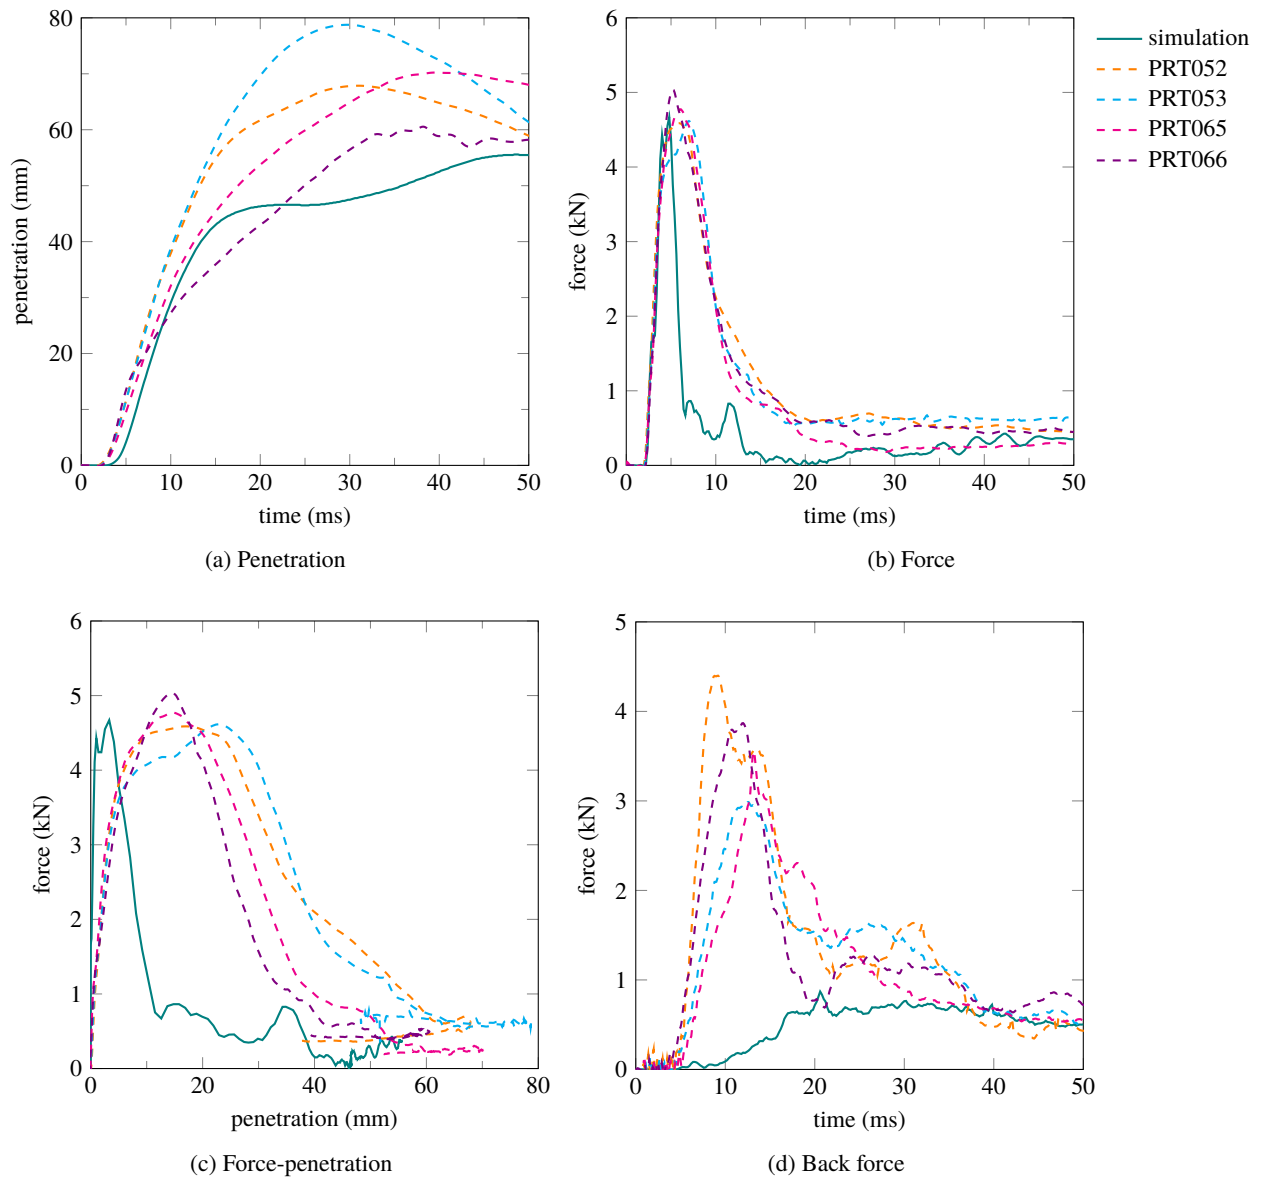 80
60
40
20
0
penetration (mm)
0 10 20 30 40 50
time (ms)
(a) Penetration
6
5
4
3
2
1
0
force (kN)
0 10 20 30 40 50
time (ms)
(b) Force
simulation
PRT052
PRT053
PRT065
PRT066
6
5
4
3
2
1
0
force (kN)
0 20 40 60 80
penetration (mm)
(c) Force-penetration
5
4
3
2
1
0
force (kN)
0 10 20 30 40 50
time (ms)
(d) Back force